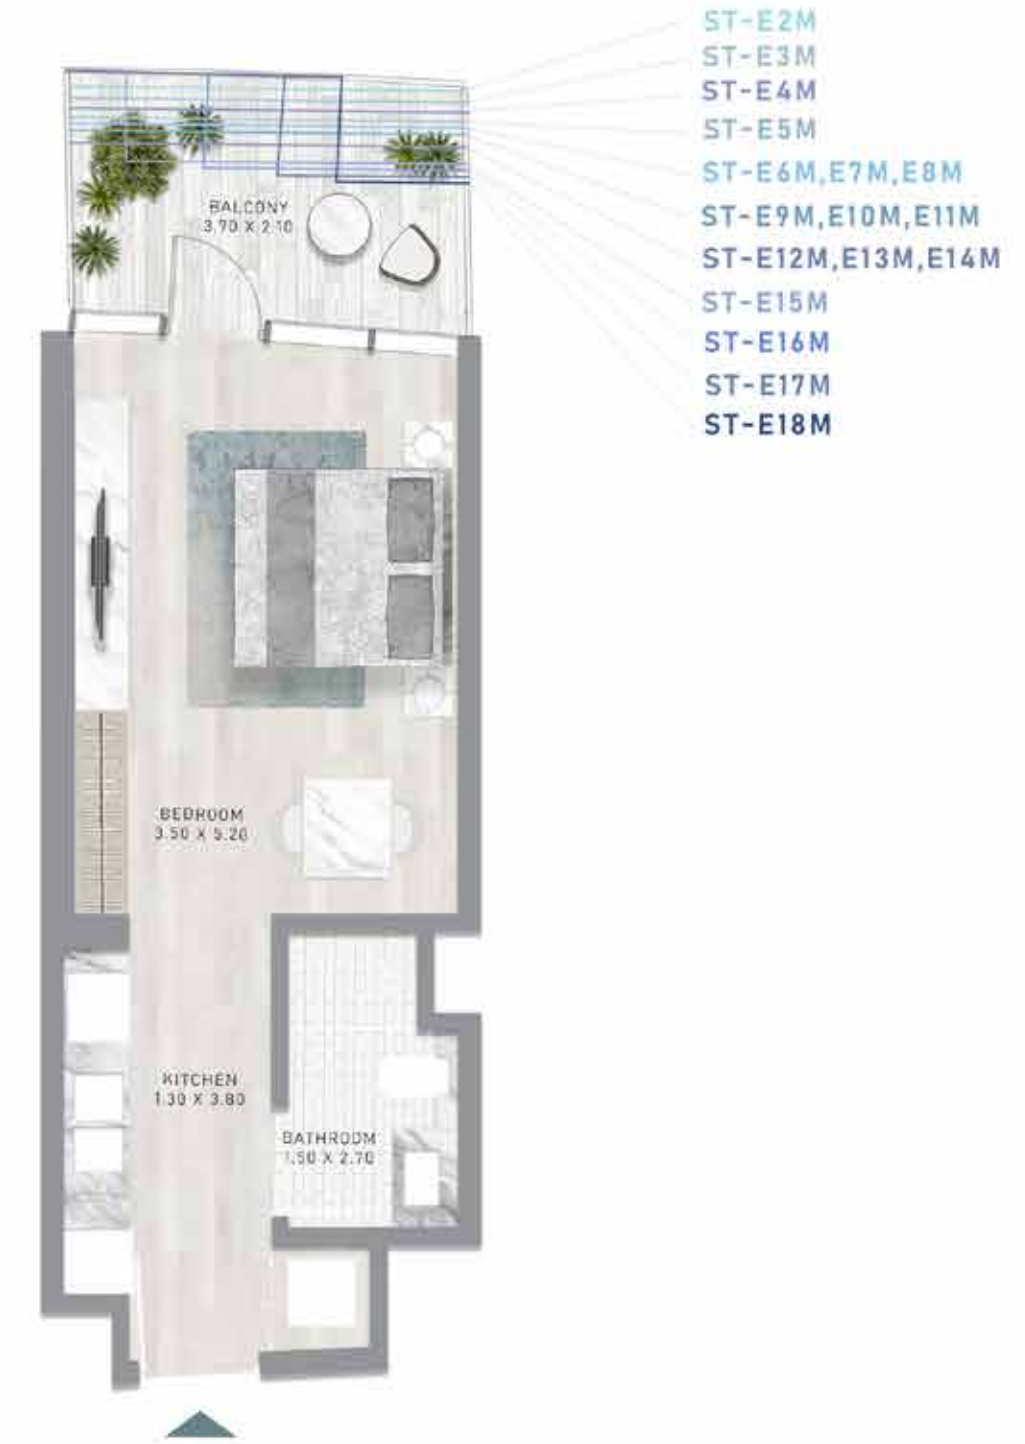 ST-E2M
ST-E3M
ST-E4M
ST-E5M
ST-E6M,E7M,E8M
ST-E9M,E10M,E11M
ST-E12M,E13M,E14M
ST-E15M
ST-E16M
ST-E17M
ST-E18M
BALCONY
3.70 X 2.10
BEDROOM
3.50 X 5.20
KITCHEN
1.30 X 3.80
BATHROOM
1.50 X 2.70